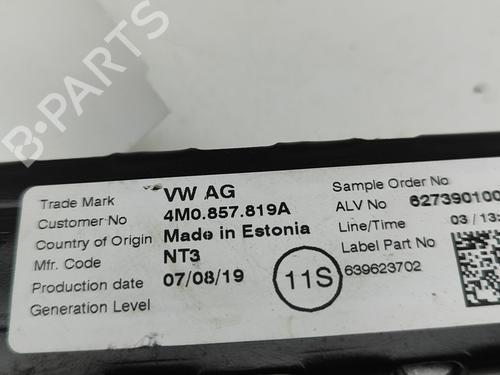 B-PARTS
Trade Mark VW AG
Customer No 4M0.857.819A
Country of Origin Made in Estonia
Mfr. Code NT3
Production date 07/08/19
Generation Level
11S
Sample Order No
ALV No 627390100
Line/Time 03 / 13
Label Part No
639623702